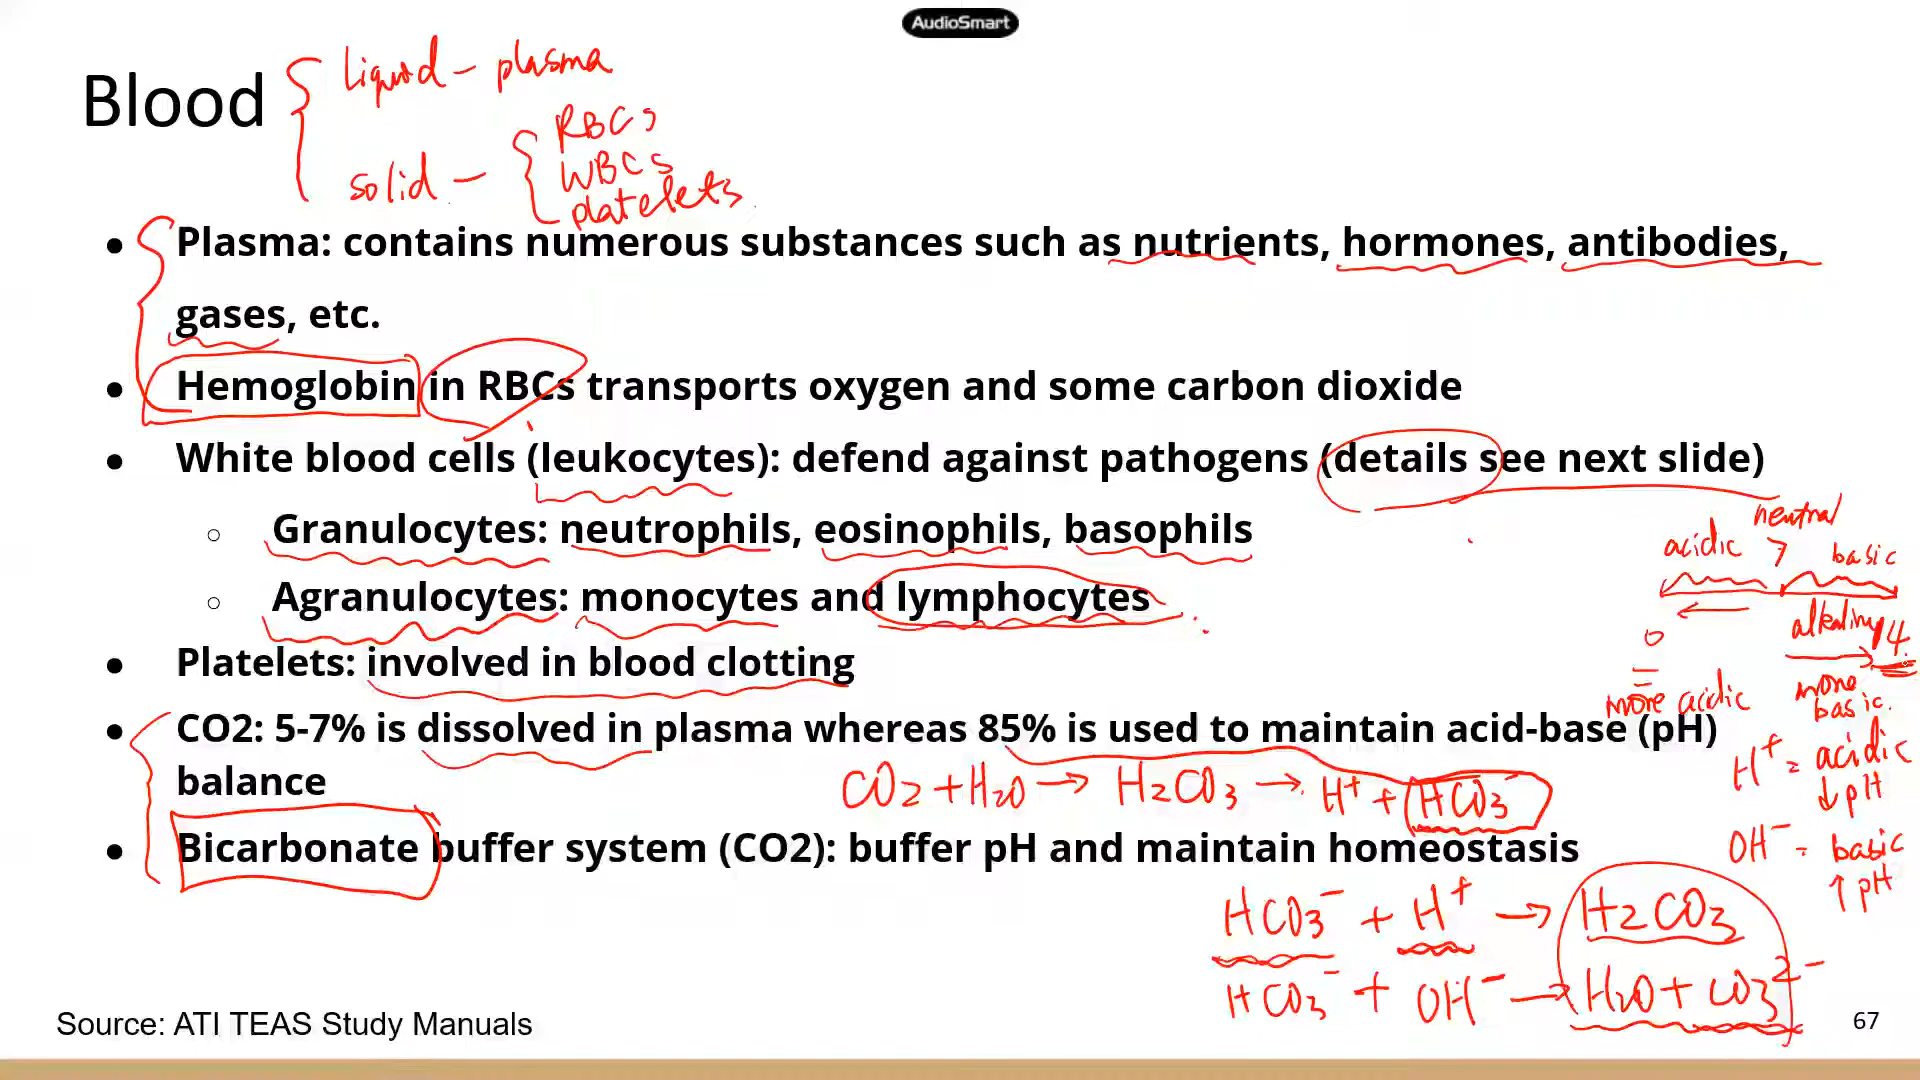 AudioSmart
Blood
liquid - plasma
solid -
RBCs
WBCs
platelets
• Plasma: contains numerous substances such as nutrients, hormones, antibodies,
gases, etc.
• Hemoglobin in RBCs transports oxygen and some carbon dioxide
• White blood cells (leukocytes): defend against pathogens (details see next slide)
○ Granulocytes: neutrophils, eosinophils, basophils
○ Agranulocytes: monocytes and lymphocytes
• Platelets: involved in blood clotting
• CO2: 5-7% is dissolved in plasma whereas 85% is used to maintain acid-base (pH)
balance
CO2 + H2O → H2CO3 → H+ + HCO3-
• Bicarbonate buffer system (CO2): buffer pH and maintain homeostasis
HCO3- + H+ → H2CO3
HCO3- + OH- → H2O + CO3 2-
neutral
acidic 7 basic
0 alkaline 14
= more acidic
more basic.
H+ = acidic
↓ pH
OH- = basic
↑ pH
Source: ATI TEAS Study Manuals
67